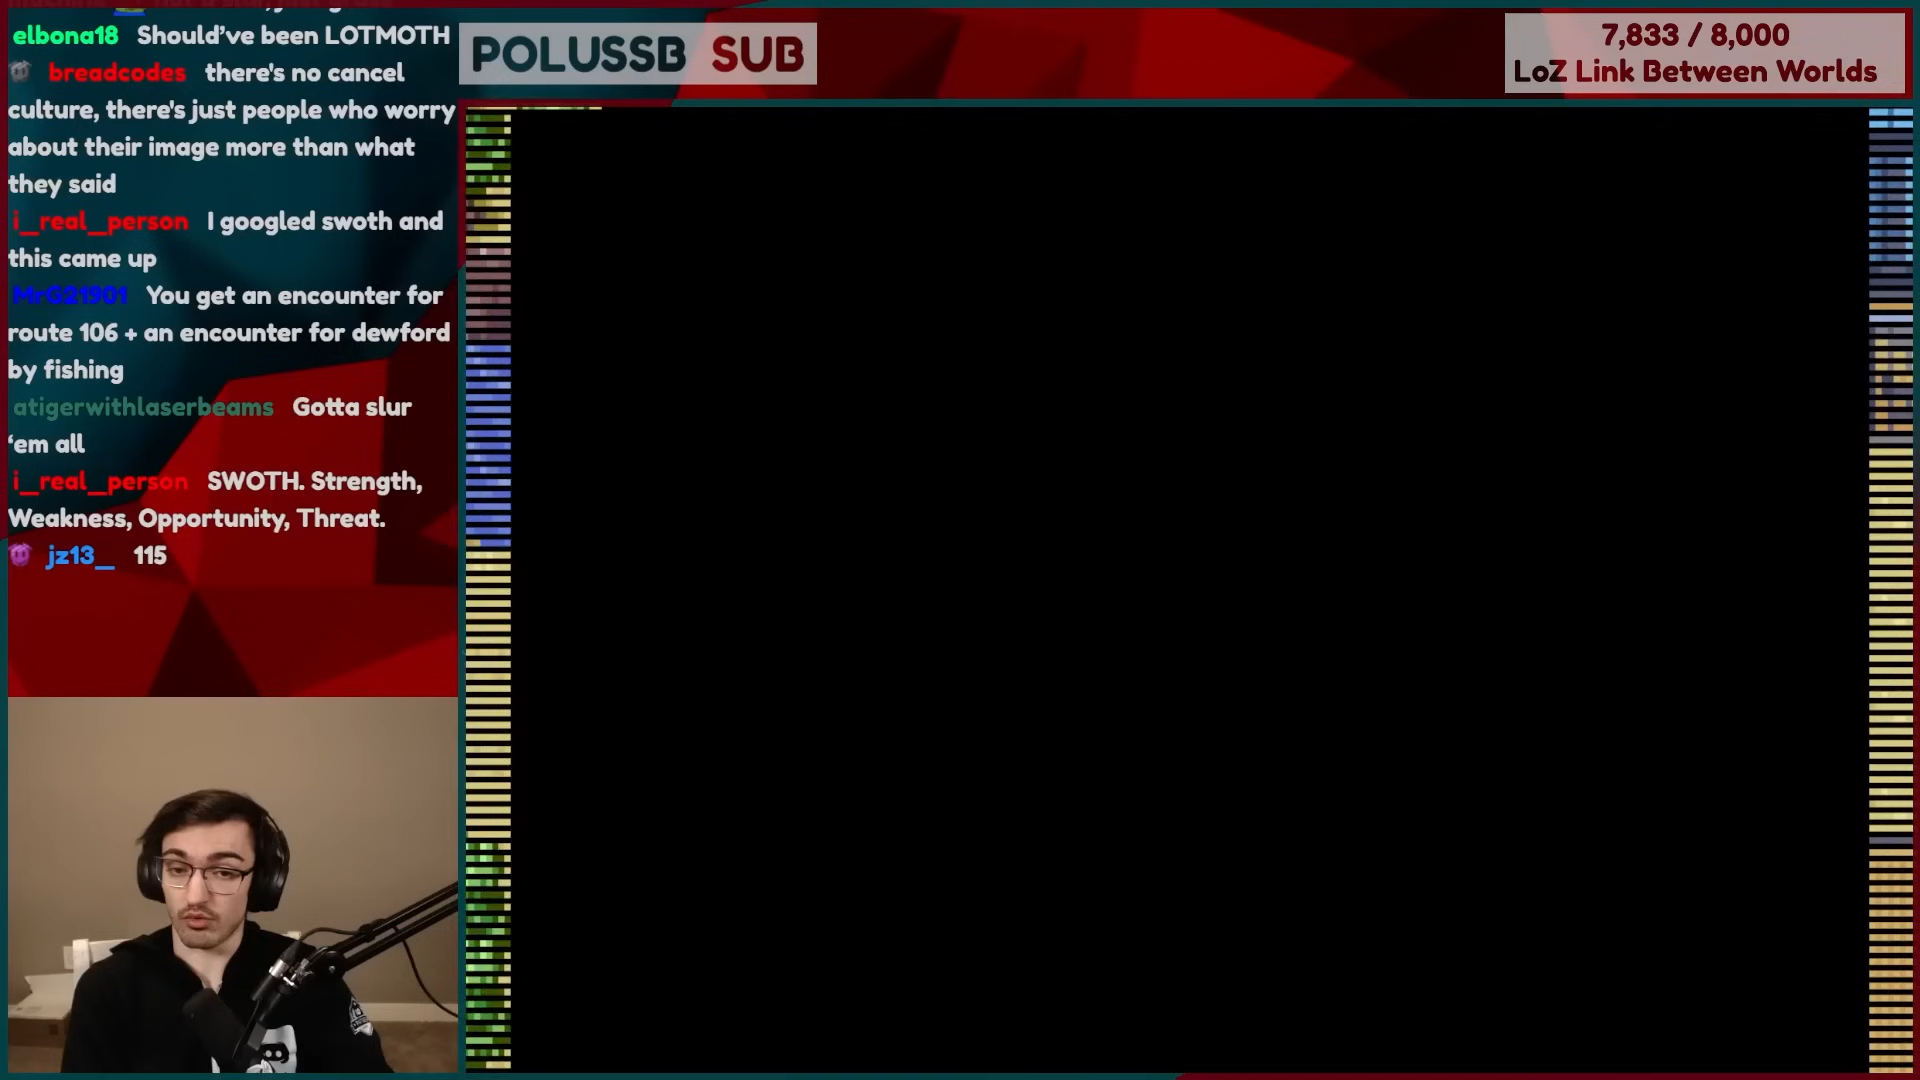 elbona18 Should've been LOTMOTH
breadcodes there's no cancel
culture, there's just people who worry
about their image more than what
they said
i_real_person I googled swoth and
this came up
MrG21901 You get an encounter for
route 106 + an encounter for dewford
by fishing
atigerwithlaserbeams Gotta slur
‘em all
i_real_person SWOTH. Strength,
Weakness, Opportunity, Threat.
jz13__ 115
POLUSSB SUB
7,833 / 8,000
LoZ Link Between Worlds